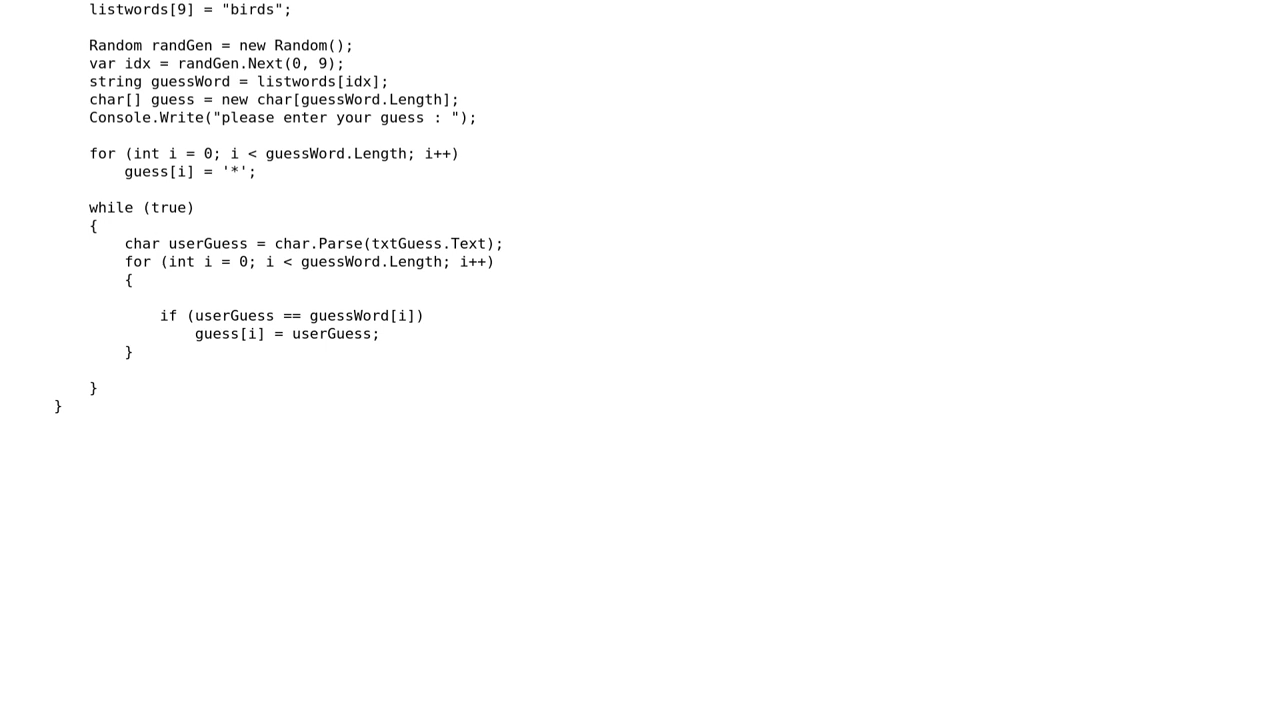 listwords[9] = "birds";
Random randGen = new Random();
var idx = randGen.Next(0, 9);
string guessWord = listwords[idx];
char[] guess = new char[guessWord.Length];
Console.Write("please enter your guess : ");
for (int i = 0; i < guessWord.Length; i++)
guess[i] = '*';
while (true)
{
char userGuess = char.Parse(txtGuess.Text);
for (int i = 0; i < guessWord.Length; i++)
{
if (userGuess == guessWord[i])
guess[i] = userGuess;
}
}
}